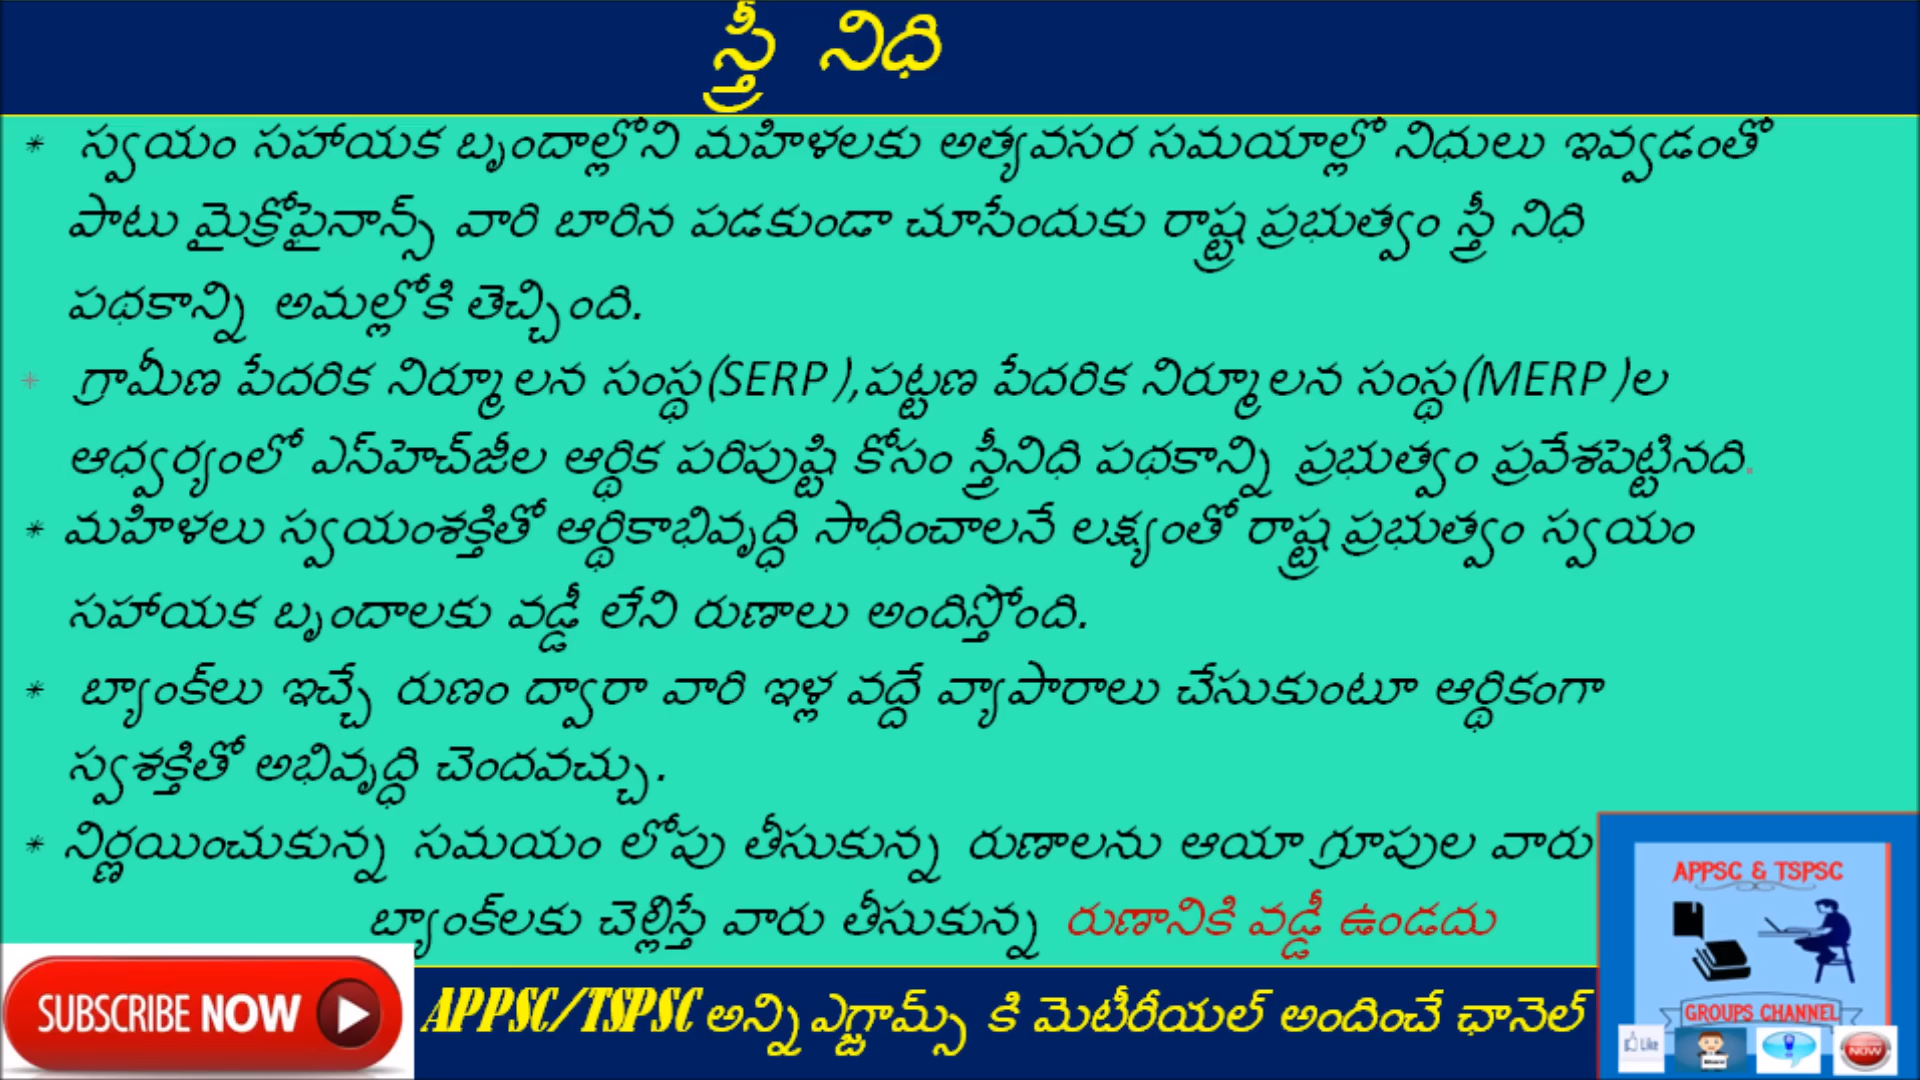 స్త్రీ నిధి
* స్వయం సహాయక బృందాల్లోని మహిళలకు అత్యవసర సమయాల్లో నిధులు ఇవ్వడంతో
పాటు మైక్రోఫైనాన్స్ వారి బారిన పడకుండా చూసేందుకు రాష్ట్ర ప్రభుత్వం స్త్రీ నిధి
పథకాన్ని అమల్లోకి తెచ్చింది.
* గ్రామీణ పేదరిక నిర్మూలన సంస్థ(SERP),పట్టణ పేదరిక నిర్మూలన సంస్థ(MERP)ల
ఆధ్వర్యంలో ఎస్‌హెచ్‌జీల ఆర్థిక పరిపుష్టి కోసం స్త్రీనిధి పథకాన్ని ప్రభుత్వం ప్రవేశపెట్టినది.
* మహిళలు స్వయంశక్తితో ఆర్థికాభివృద్ధి సాధించాలనే లక్ష్యంతో రాష్ట్ర ప్రభుత్వం స్వయం
సహాయక బృందాలకు వడ్డీ లేని రుణాలు అందిస్తోంది.
* బ్యాంక్‌లు ఇచ్చే రుణం ద్వారా వారి ఇళ్ల వద్దే వ్యాపారాలు చేసుకుంటూ ఆర్థికంగా
స్వశక్తితో అభివృద్ధి చెందవచ్చు.
* నిర్ణయించుకున్న సమయం లోపు తీసుకున్న రుణాలను ఆయా గ్రూపుల వారు
బ్యాంక్‌లకు చెల్లిస్తే వారు తీసుకున్న రుణానికి వడ్డీ ఉండదు
SUBSCRIBE NOW
APPSC/TSPSC అన్ని ఎగ్జామ్స్ కి మెటీరీయల్ అందించే ఛానెల్
APPSC & TSPSC
GROUPS CHANNEL
Like
NOW